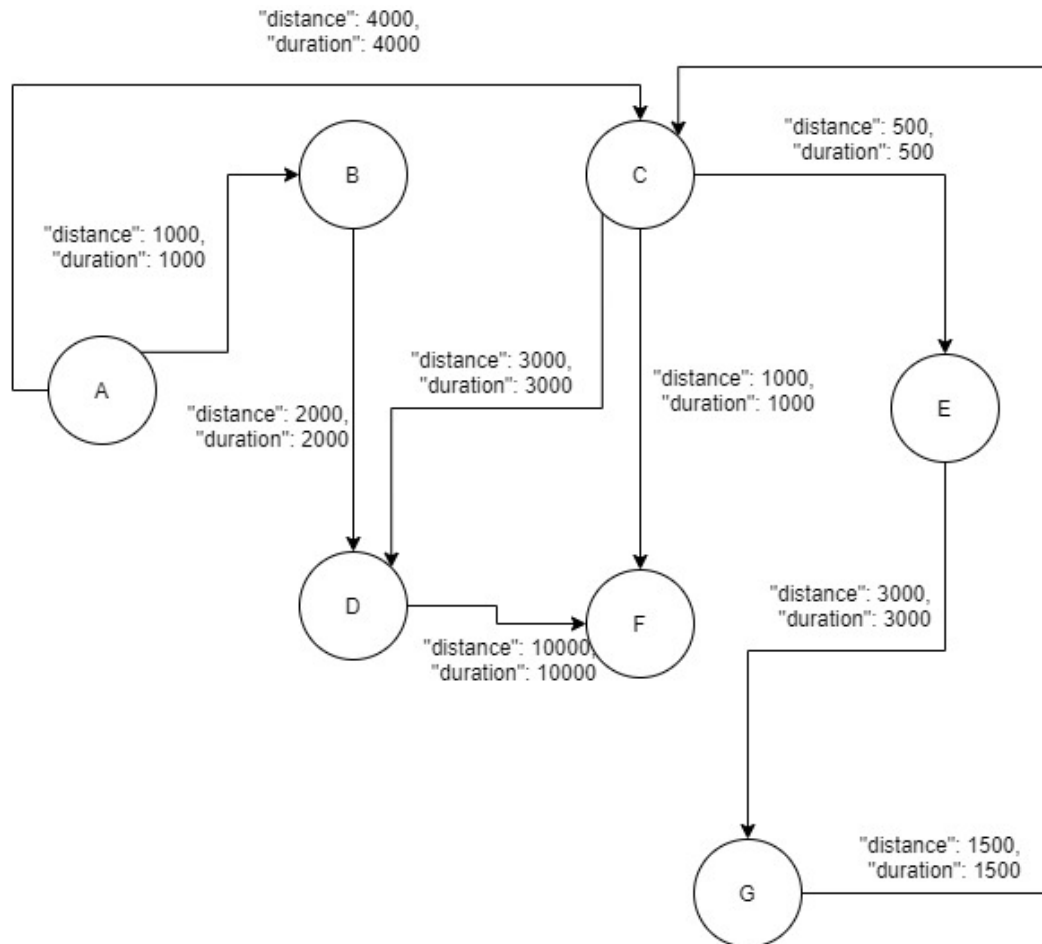 "distance": 4000,
"duration": 4000
B
C
"distance": 500,
"duration": 500
"distance": 1000,
"duration": 1000
A
"distance": 3000,
"duration": 3000
"distance": 1000,
"duration": 1000
E
"distance": 2000,
"duration": 2000
D
F
"distance": 10000,
"duration": 10000
"distance": 3000,
"duration": 3000
G
"distance": 1500,
"duration": 1500